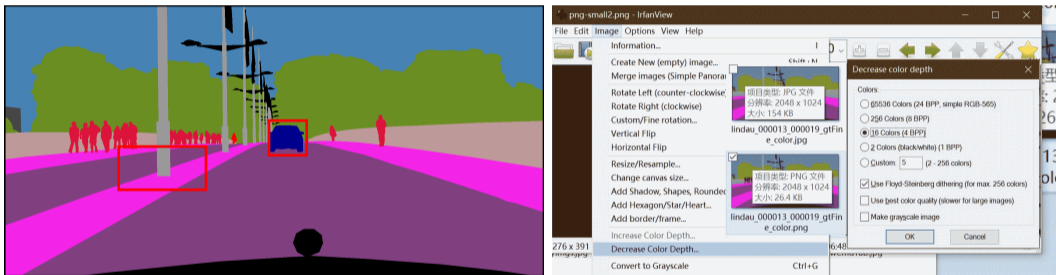 png-small2.png - IrfanView
File Edit Image Options View Help
Information... I
Create New (empty) image... Shift+N
Merge images (Simple Panorar
Rotate Left (counter-clockwise)
Rotate Right (clockwise)
Custom/Fine rotation...
Vertical Flip
Horizontal Flip
Resize/Resample...
Change canvas size...
Add Shadow, Shapes, Rounded
Add Hexagon/Star/Heart...
Add border/frame...
Increase Color Depth...
Decrease Color Depth...
Convert to Grayscale Ctrl+G
276 x 391
项目类型: JPG 文件
分辨率: 2048 x 1024
大小: 154 KB
lindau_000013_000019_gtFin
e_color.jpg
项目类型: PNG 文件
分辨率: 2048 x 1024
大小: 26.4 KB
lindau_000013_000019_gtFin
e_color.png
Decrease color depth
Colors:
65536 Colors (24 BPP, simple RGB-565)
256 Colors (8 BPP)
16 Colors (4 BPP)
2 Colors (black/white) (1 BPP)
Custom: 5 (2 - 256 colors)
Use Floyd-Steinberg dithering (for max. 256 colors)
Use best color quality (slower for large images)
Make grayscale image
OK Cancel